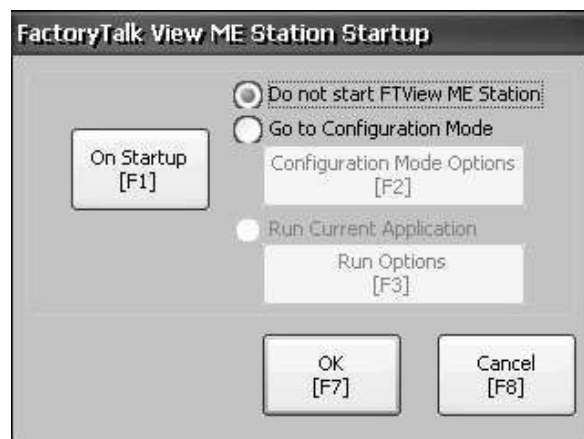 FactoryTalk View ME Station Startup
Do not start FTView ME Station
Go to Configuration Mode
On Startup
[F1]
Configuration Mode Options
[F2]
Run Current Application
Run Options
[F3]
OK
[F7]
Cancel
[F8]